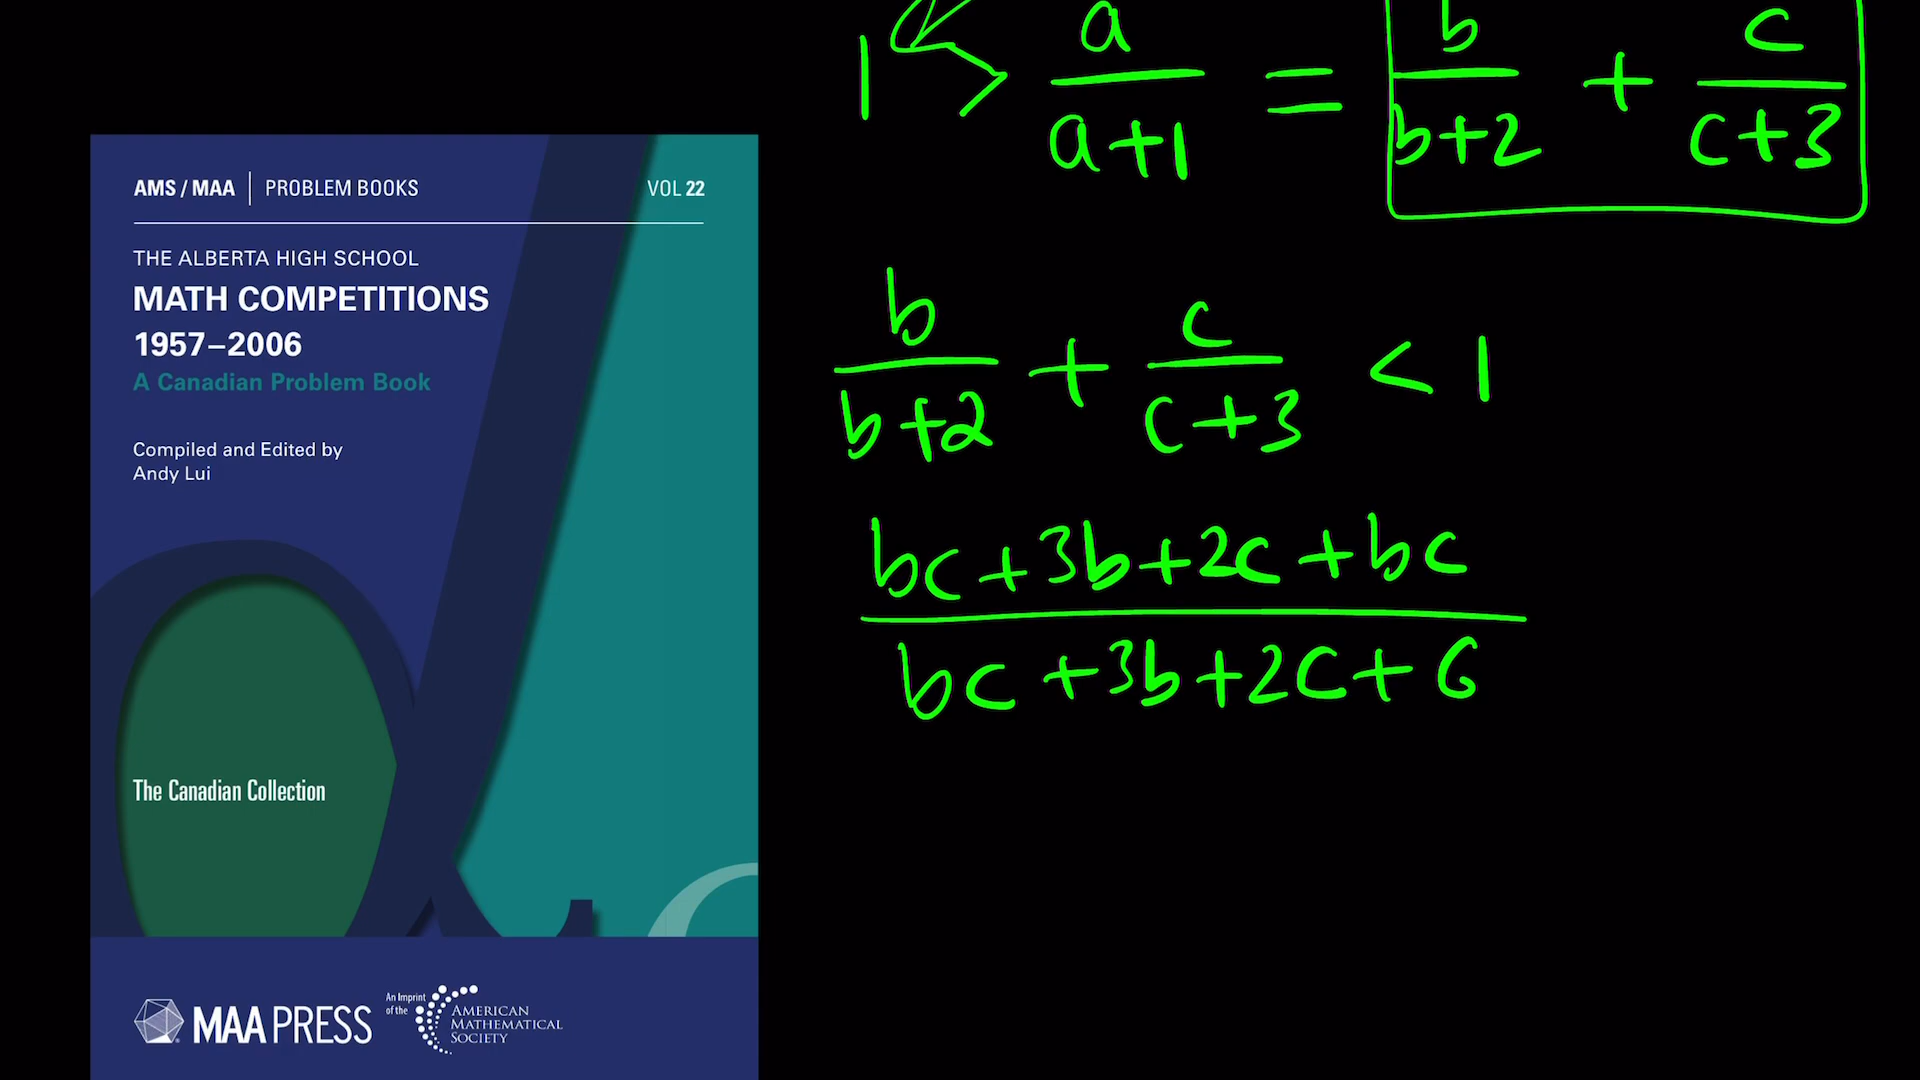 AMS / MAA | PROBLEM BOOKS VOL 22
THE ALBERTA HIGH SCHOOL
MATH COMPETITIONS
1957–2006
A Canadian Problem Book
Compiled and Edited by
Andy Lui
The Canadian Collection
MAA PRESS
An Imprint
of the
AMERICAN
MATHEMATICAL
SOCIETY
1 > a/(a+1) = b/(b+2) + c/(c+3)
b/(b+2) + c/(c+3) < 1
bc+3b+2c+bc
bc+3b+2c+6